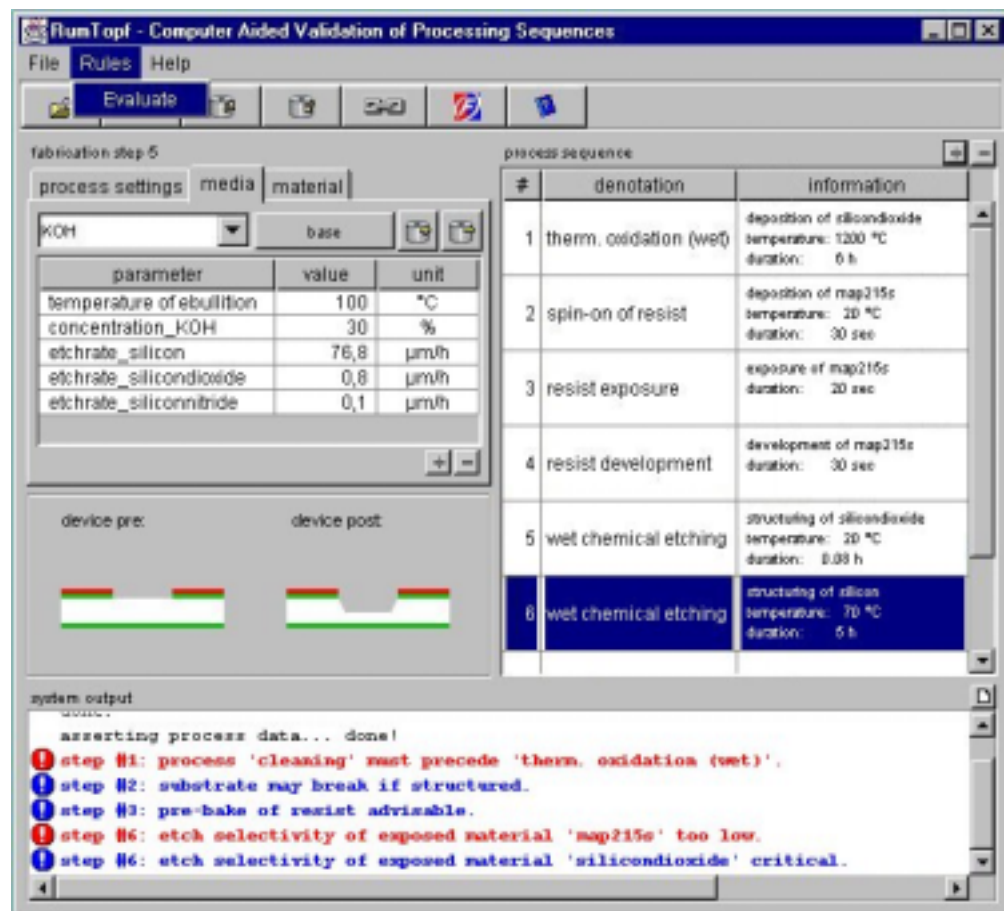 RumTopf - Computer Aided Validation of Processing Sequences
File Rules Help
Evaluate
fabrication step 5
process settings media material
KOH base
parameter value unit
temperature of ebullition 100 °C
concentration_KOH 30 %
etchrate_silicon 76,8 µm/h
etchrate_silicondioxide 0,8 µm/h
etchrate_siliconnitride 0,1 µm/h
+ -
device pre: device post:
process sequence + -
# denotation information
1 therm. oxidation (wet)
deposition of silicondioxide
temperature: 1200 °C
duration: 6 h
2 spin-on of resist
deposition of map215s
temperature: 20 °C
duration: 30 sec
3 resist exposure
exposure of map215s
duration: 20 sec
4 resist development
development of map215s
duration: 30 sec
5 wet chemical etching
structuring of silicondioxide
temperature: 20 °C
duration: 0.08 h
6 wet chemical etching
structuring of silicon
temperature: 70 °C
duration: 5 h
system output
done.
asserting process data... done!
step #1: process 'cleaning' must precede 'therm. oxidation (wet)'.
step #2: substrate may break if structured.
step #3: pre-bake of resist advisable.
step #6: etch selectivity of exposed material 'map215s' too low.
step #6: etch selectivity of exposed material 'silicondioxide' critical.